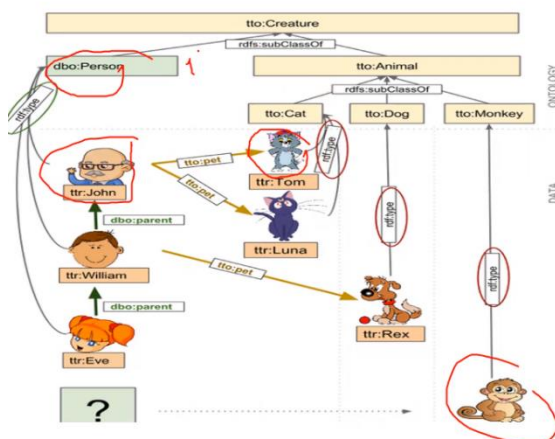 tto:Creature
rdfs:subClassOf
dbo:Person
tto:Animal
rdfs:subClassOf
ONTOLOGY
rdf:type
tto:Cat
tto:Dog
tto:Monkey
DATA
rdf:type
tto:pet
ttr:John
ttr:Tom
tto:pet
rdf:type
dbo:parent
ttr:Luna
ttr:William
tto:pet
rdf:type
dbo:parent
ttr:Rex
ttr:Eve
?